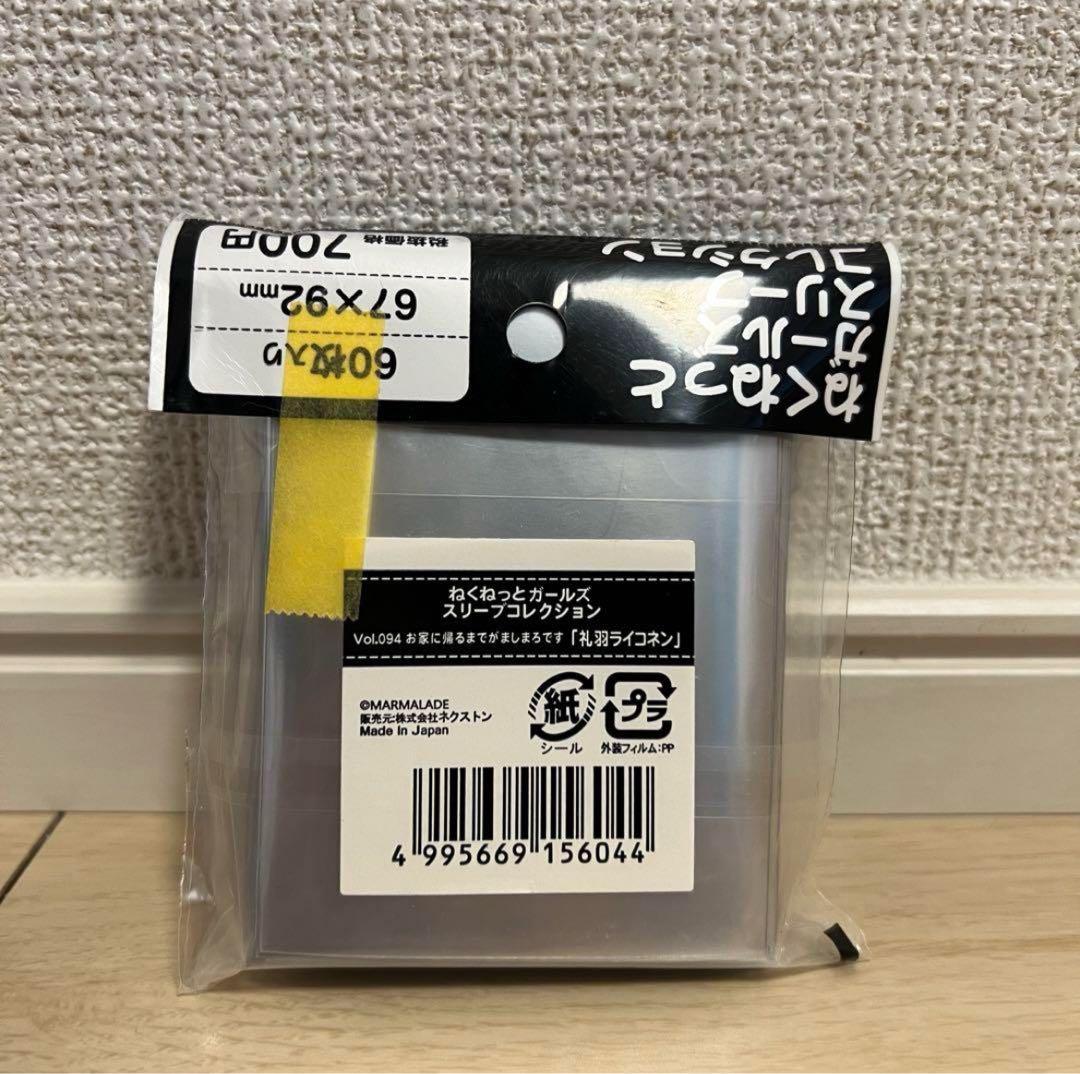 ねくねっと
ガールズ
スリーブ
コレクション
60枚入り
67×92mm
税抜価格 700円
ねくねっとガールズ
スリーブコレクション
Vol.094 お家に帰るまでがましまろです「礼羽ライコネン」
©MARMALADE
販売元:株式会社ネクストン
Made In Japan
紙
シール
プラ
外装フィルム:PP
4 995669 156044